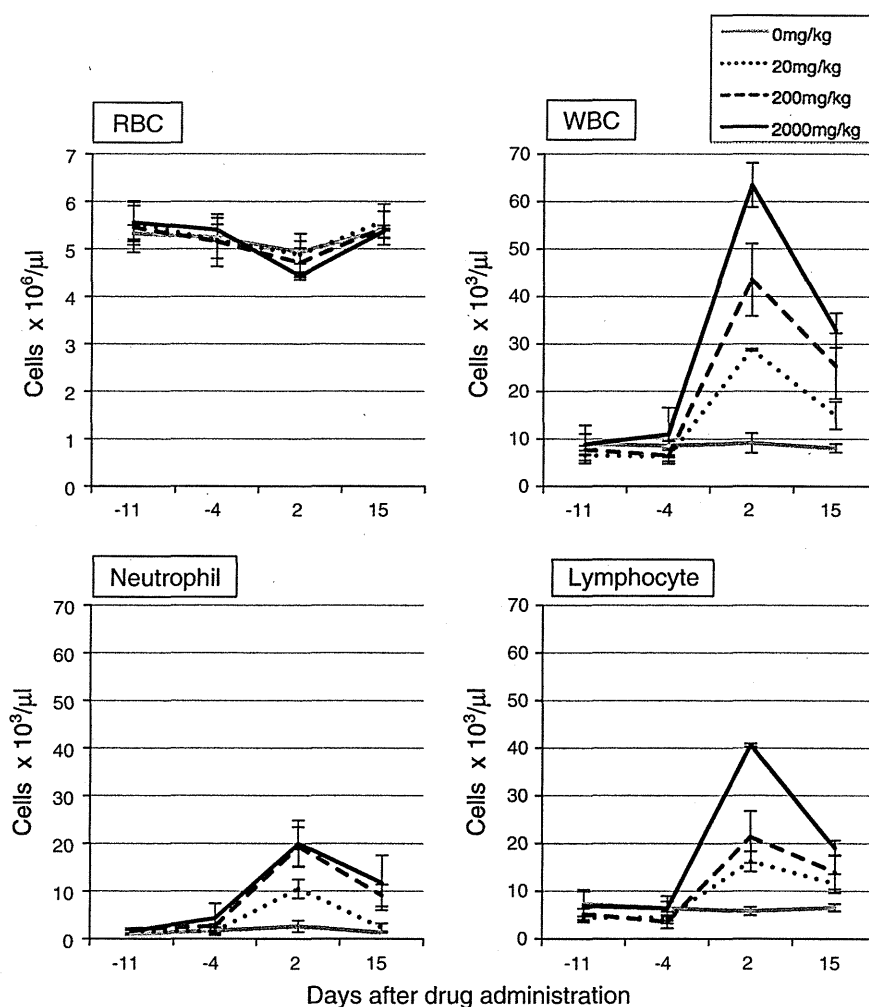 0mg/kg
20mg/kg
200mg/kg
2000mg/kg
RBC
Cells x 10⁶/µl
7
6
5
4
3
2
1
0
-11 -4 2 15
WBC
Cells x 10³/µl
70
60
50
40
30
20
10
0
-11 -4 2 15
Neutrophil
Cells x 10³/µl
70
60
50
40
30
20
10
0
-11 -4 2 15
Lymphocyte
Cells x 10³/µl
70
60
50
40
30
20
10
0
-11 -4 2 15
Days after drug administration